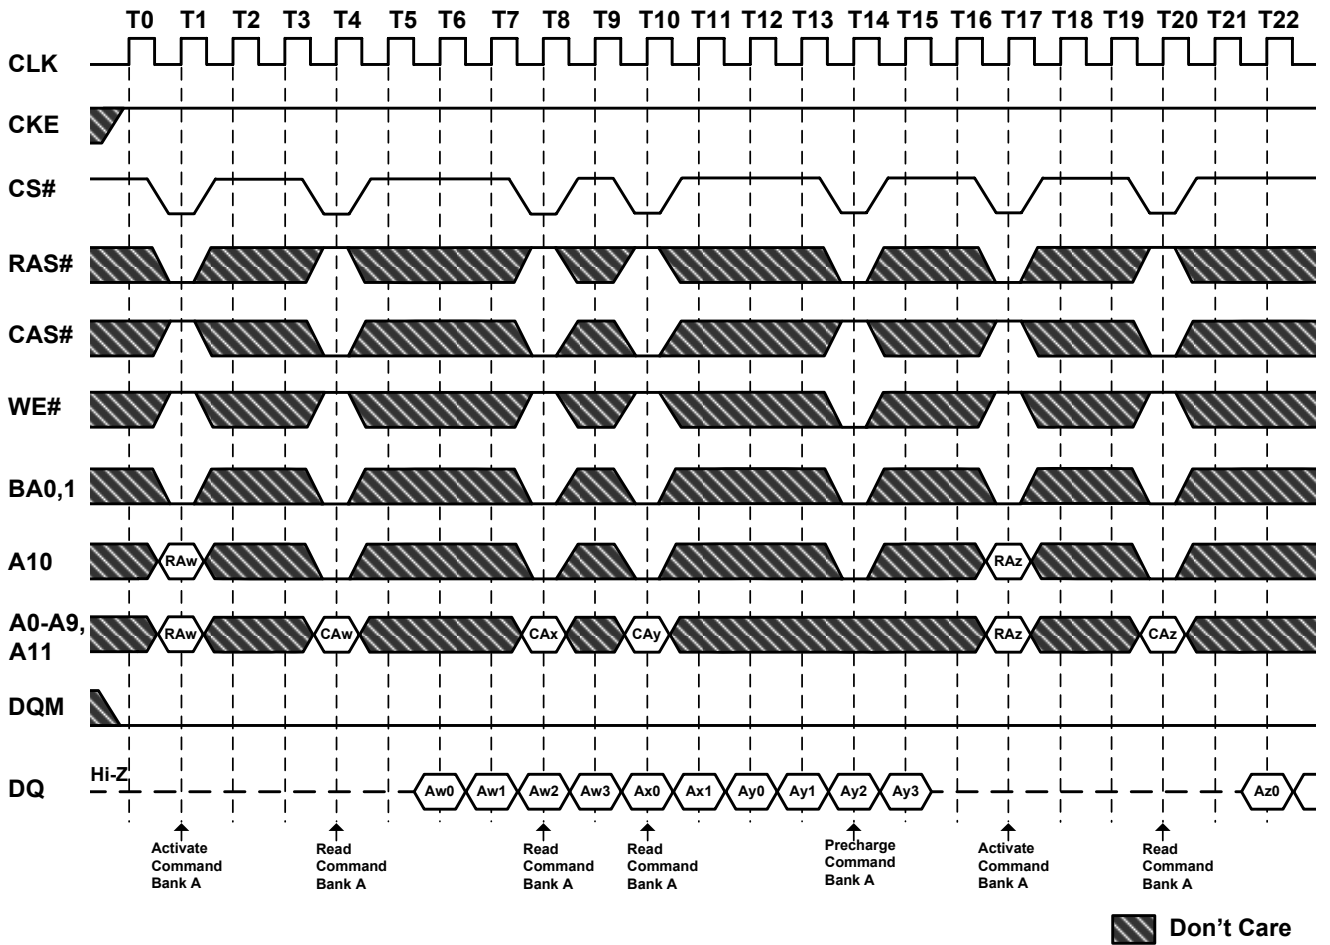 T0 T1 T2 T3 T4 T5 T6 T7 T8 T9 T10 T11 T12 T13 T14 T15 T16 T17 T18 T19 T20 T21 T22
CLK
CKE
CS#
RAS#
CAS#
WE#
BA0,1
A10 RAw RAz
A0-A9,
A11 RAw CAw CAx CAy RAz CAz
DQM
Hi-Z
DQ Aw0 Aw1 Aw2 Aw3 Ax0 Ax1 Ay0 Ay1 Ay2 Ay3 Az0
Activate
Command
Bank A
Read
Command
Bank A
Read
Command
Bank A
Read
Command
Bank A
Precharge
Command
Bank A
Activate
Command
Bank A
Read
Command
Bank A
Don't Care